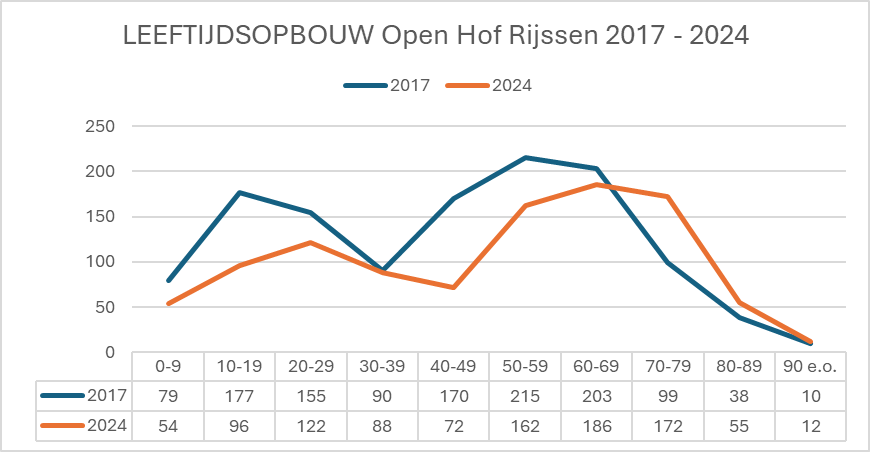 LEEFTIJDSOPBOUW Open Hof Rijssen 2017 - 2024
2017 2024
250
200
150
100
50
0
0-9 10-19 20-29 30-39 40-49 50-59 60-69 70-79 80-89 90 e.o.
2017 79 177 155 90 170 215 203 99 38 10
2024 54 96 122 88 72 162 186 172 55 12